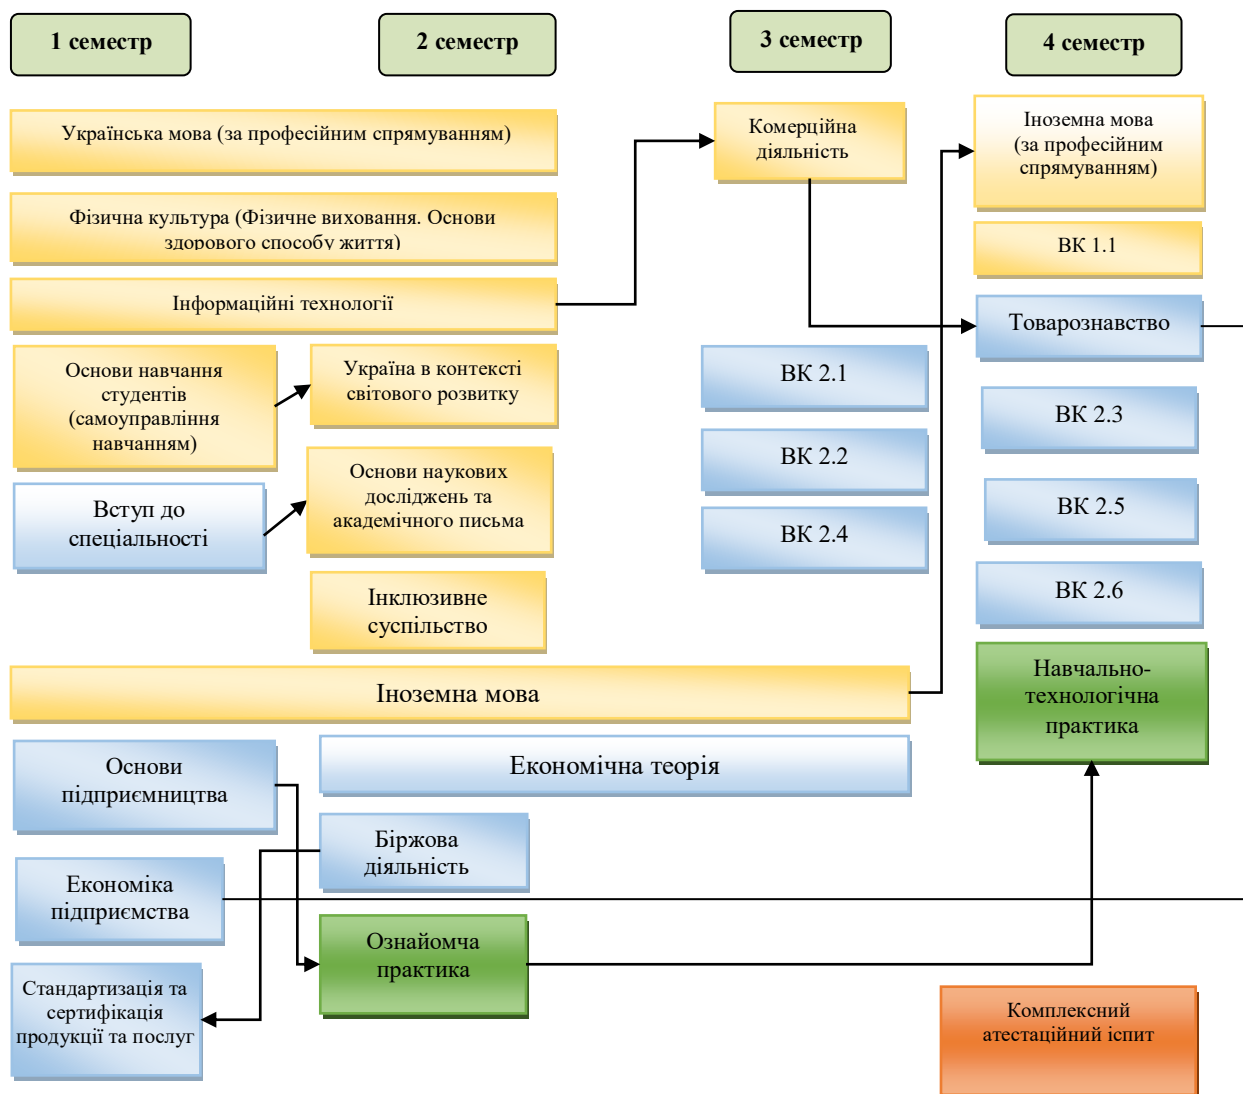 1 семестр
2 семестр
3 семестр
4 семестр
Українська мова (за професійним спрямуванням)
Фізична культура (Фізичне виховання. Основи
здорового способу життя)
Інформаційні технології
Комерційна
діяльність
Іноземна мова
(за професійним
спрямуванням)
ВК 1.1
Товарознавство
Основи навчання
студентів
(самоуправління
навчанням)
Україна в контексті
світового розвитку
ВК 2.1
ВК 2.3
Вступ до
спеціальності
Основи наукових
досліджень та
академічного письма
ВК 2.2
ВК 2.5
ВК 2.4
ВК 2.6
Інклюзивне
суспільство
Іноземна мова
Навчально-
технологічна
практика
Основи
підприємництва
Економічна теорія
Біржова
діяльність
Економіка
підприємства
Ознайомча
практика
Стандартизація та
сертифікація
продукції та послуг
Комплексний
атестаційний іспит